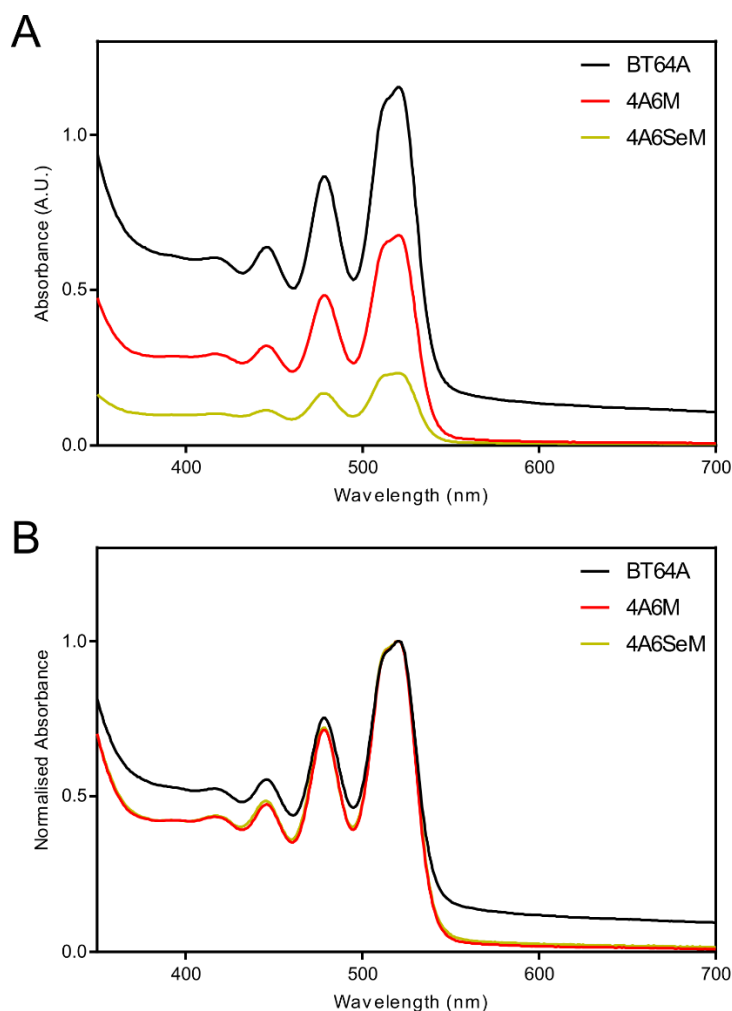 A
BT64A
4A6M
4A6SeM
1.0
0.5
0.0
Absorbance (A.U.)
400 500 600 700
Wavelength (nm)
B
BT64A
4A6M
4A6SeM
1.0
0.5
0.0
Normalised Absorbance
400 500 600 700
Wavelength (nm)